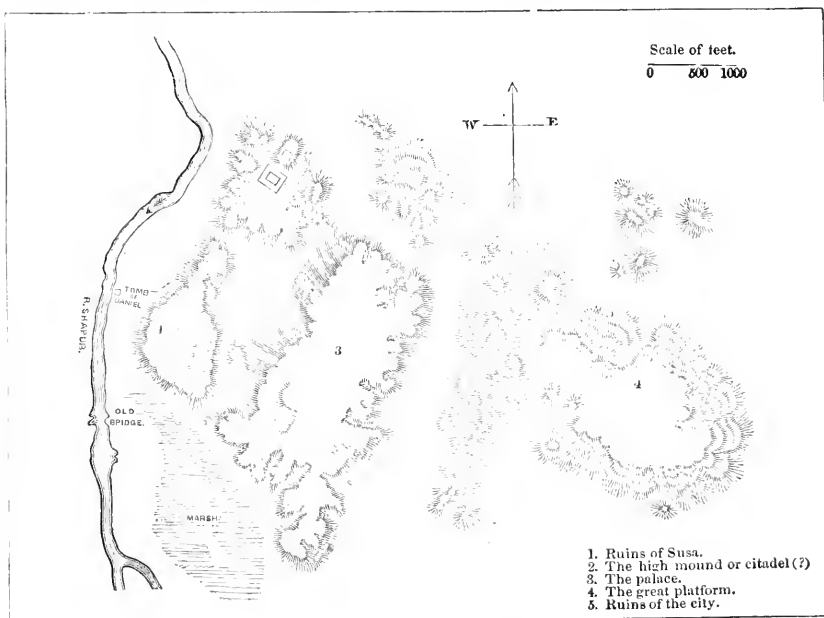 Scale of feet.
0 500 1000
W E
TOMB
OF
DANIEL
R. SHAPUR.
1
3
4
OLD
BRIDGE.
MARSH
1. Ruins of Susa.
2. The high mound or citadel (?)
3. The palace.
4. The great platform.
5. Ruins of the city.